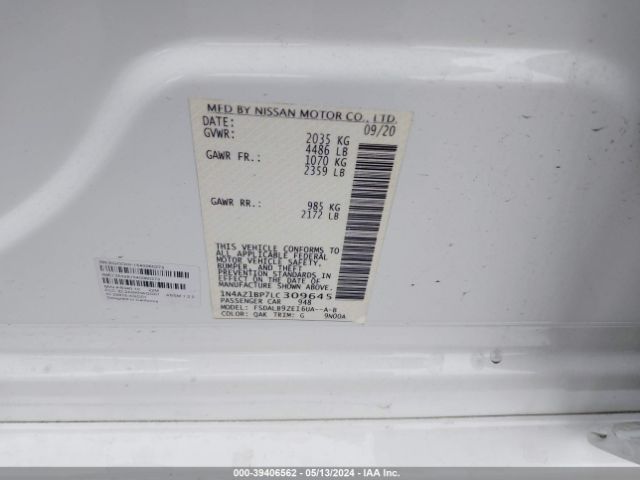 MFD BY NISSAN MOTOR CO., LTD.
DATE: 09/20
GVWR: 2035 KG
4486 LB
GAWR FR.: 1070 KG
2359 LB
GAWR RR.: 985 KG
2172 LB
THIS VEHICLE CONFORMS TO
ALL APPLICABLE FEDERAL
MOTOR VEHICLE SAFETY,
BUMPER, AND THEFT
PREVENTION STANDARDS IN
EFFECT ON THE DATE OF
MANUFACTURE SHOWN ABOVE.
1N4AZ1BP7LC309645
PASSENGER CAR 948
MODEL: FSDALB9ZE16UA--A-B
COLOR: QAK TRIM: G 9N00A
000-39406562 - 05/13/2024 - IAA Inc.